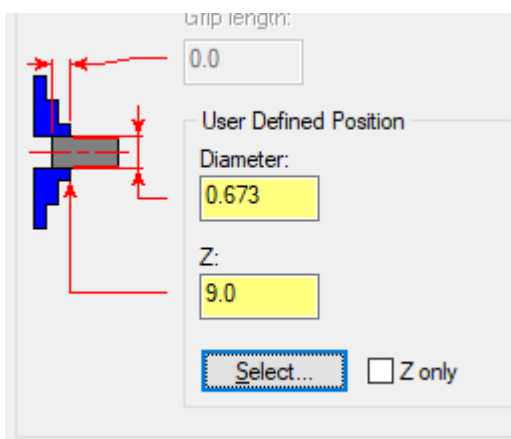 Grip length:
0.0
User Defined Position
Diameter:
0.673
Z:
9.0
Select...
Z only